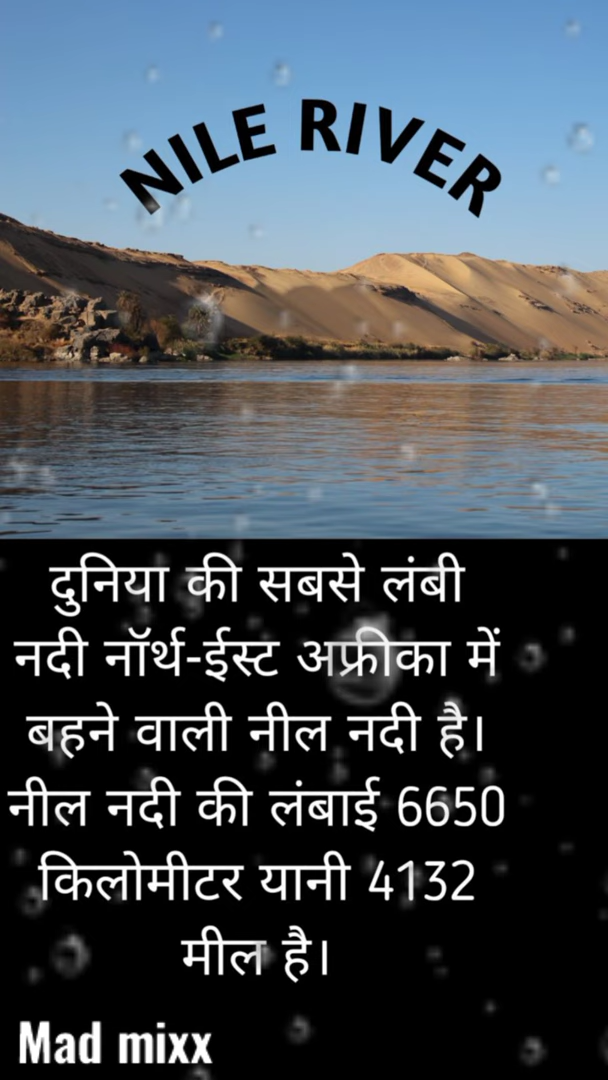 NILE RIVER
दुनिया की सबसे लंबी
नदी नॉर्थ-ईस्ट अफ्रीका में
बहने वाली नील नदी है।
नील नदी की लंबाई 6650
किलोमीटर यानी 4132
मील है।
Mad mixx